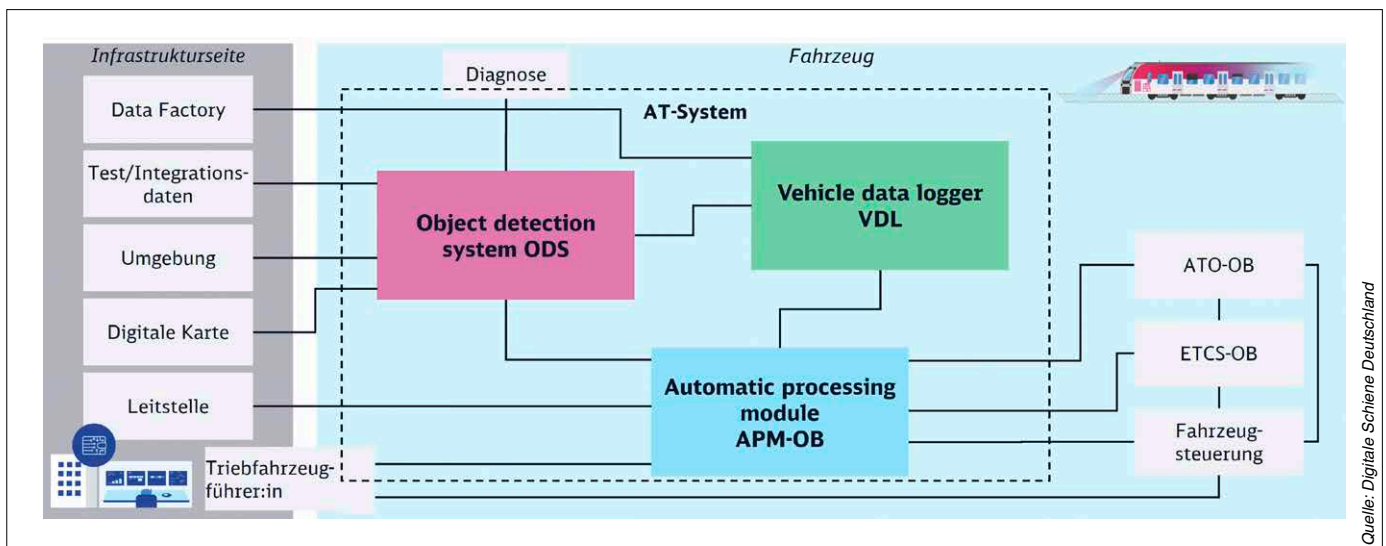 Infrastrukturseite
Fahrzeug
Diagnose
Data Factory
AT-System
Test/Integrations-
daten
Umgebung
Digitale Karte
Leitstelle
Triebfahrzeug-
führer:in
Object detection
system ODS
Vehicle data logger
VDL
Automatic processing
module
APM-OB
ATO-OB
ETCS-OB
Fahrzeug-
steuerung
Quelle: Digitale Schiene Deutschland